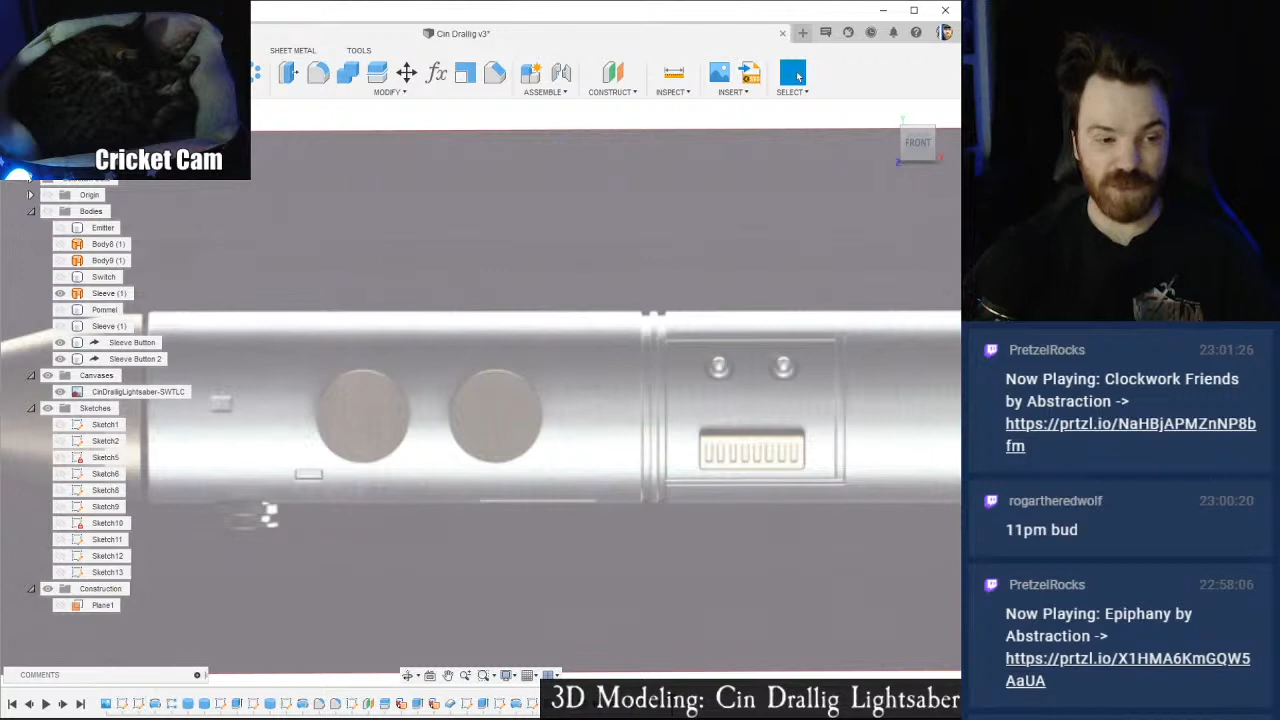 Cin Drallig v3*
SHEET METAL
TOOLS
MODIFY
ASSEMBLE
CONSTRUCT
INSPECT
INSERT
SELECT
FRONT
Cricket Cam
Origin
Bodies
Emitter
Body8 (1)
Body9 (1)
Switch
Sleeve (1)
Pommel
Sleeve (1)
Sleeve Button
Sleeve Button 2
Canvases
CinDralligLightsaber-SWTLC
Sketches
Sketch1
Sketch2
Sketch5
Sketch6
Sketch8
Sketch9
Sketch10
Sketch11
Sketch12
Sketch13
Construction
Plane1
COMMENTS
3D Modeling: Cin Drallig Lightsaber
PretzelRocks 23:01:26
Now Playing: Clockwork Friends
by Abstraction ->
https://prtzl.io/NaHBjAPMZnNP8b
fm
rogartheredwolf 23:00:20
11pm bud
PretzelRocks 22:58:06
Now Playing: Epiphany by
Abstraction ->
https://prtzl.io/X1HMA6KmGQW5
AaUA